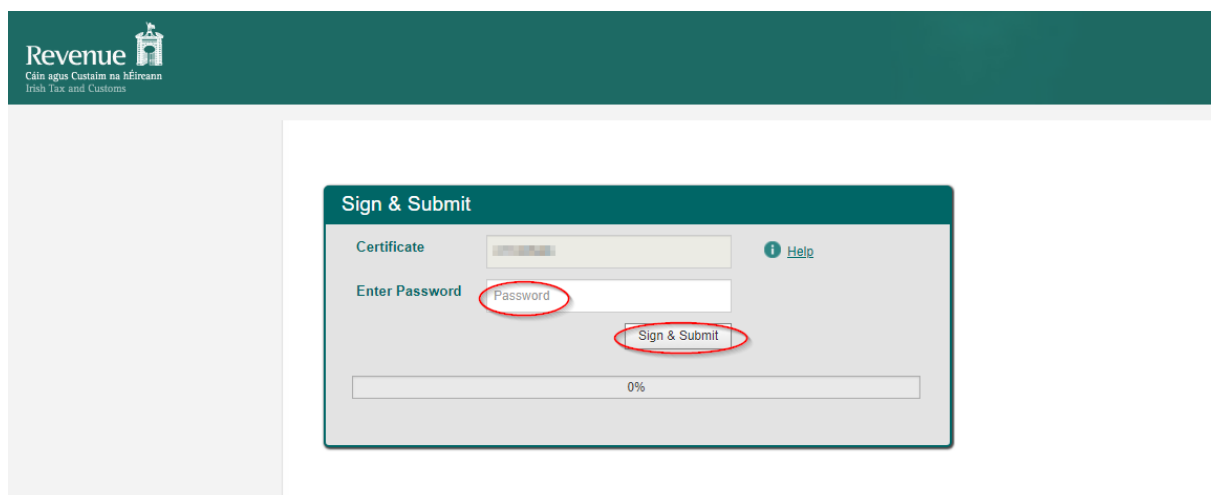 Revenue
Cáin agus Custaim na hÉireann
Irish Tax and Customs
Sign & Submit
Certificate
Help
Enter Password
Password
Sign & Submit
0%